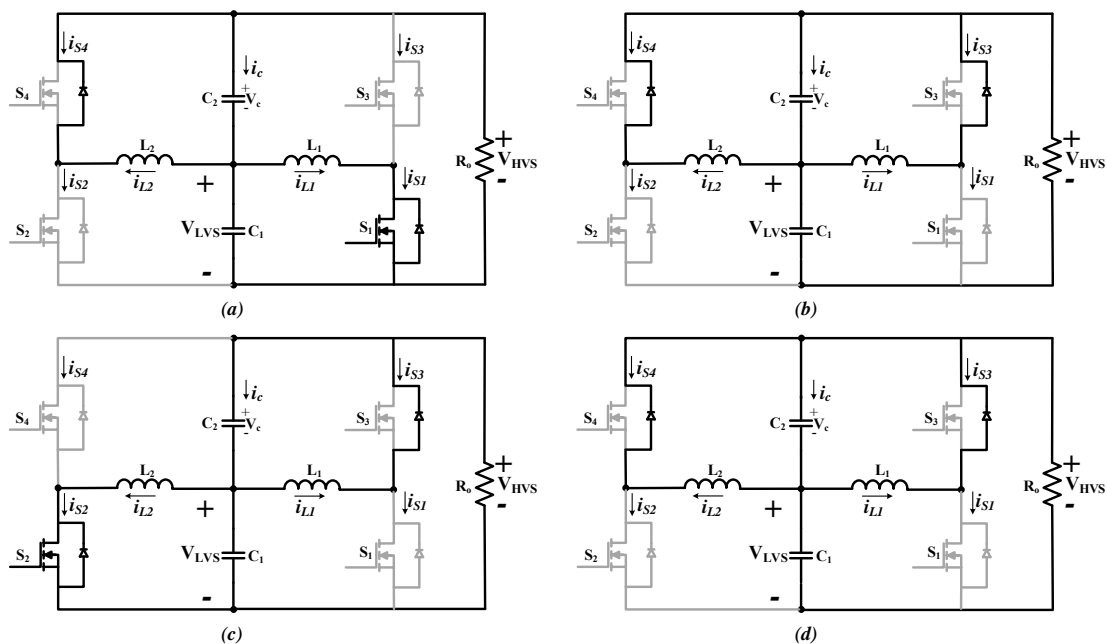 iS4
iS3
ic
S4
C2
+
Vc
-
S3
L2
L1
Ro
+
VHVS
-
iS2
iL2
+
iL1
iS1
S2
VLVS
C1
S1
-
(a)
iS4
iS3
ic
S4
C2
+
Vc
-
S3
L2
L1
Ro
+
VHVS
-
iS2
iL2
+
iL1
iS1
S2
VLVS
C1
S1
-
(b)
iS4
iS3
ic
S4
C2
+
Vc
-
S3
L2
L1
Ro
+
VHVS
-
iS2
iL2
+
iL1
iS1
S2
VLVS
C1
S1
-
(c)
iS4
iS3
ic
S4
C2
+
Vc
-
S3
L2
L1
Ro
+
VHVS
-
iS2
iL2
+
iL1
iS1
S2
VLVS
C1
S1
-
(d)